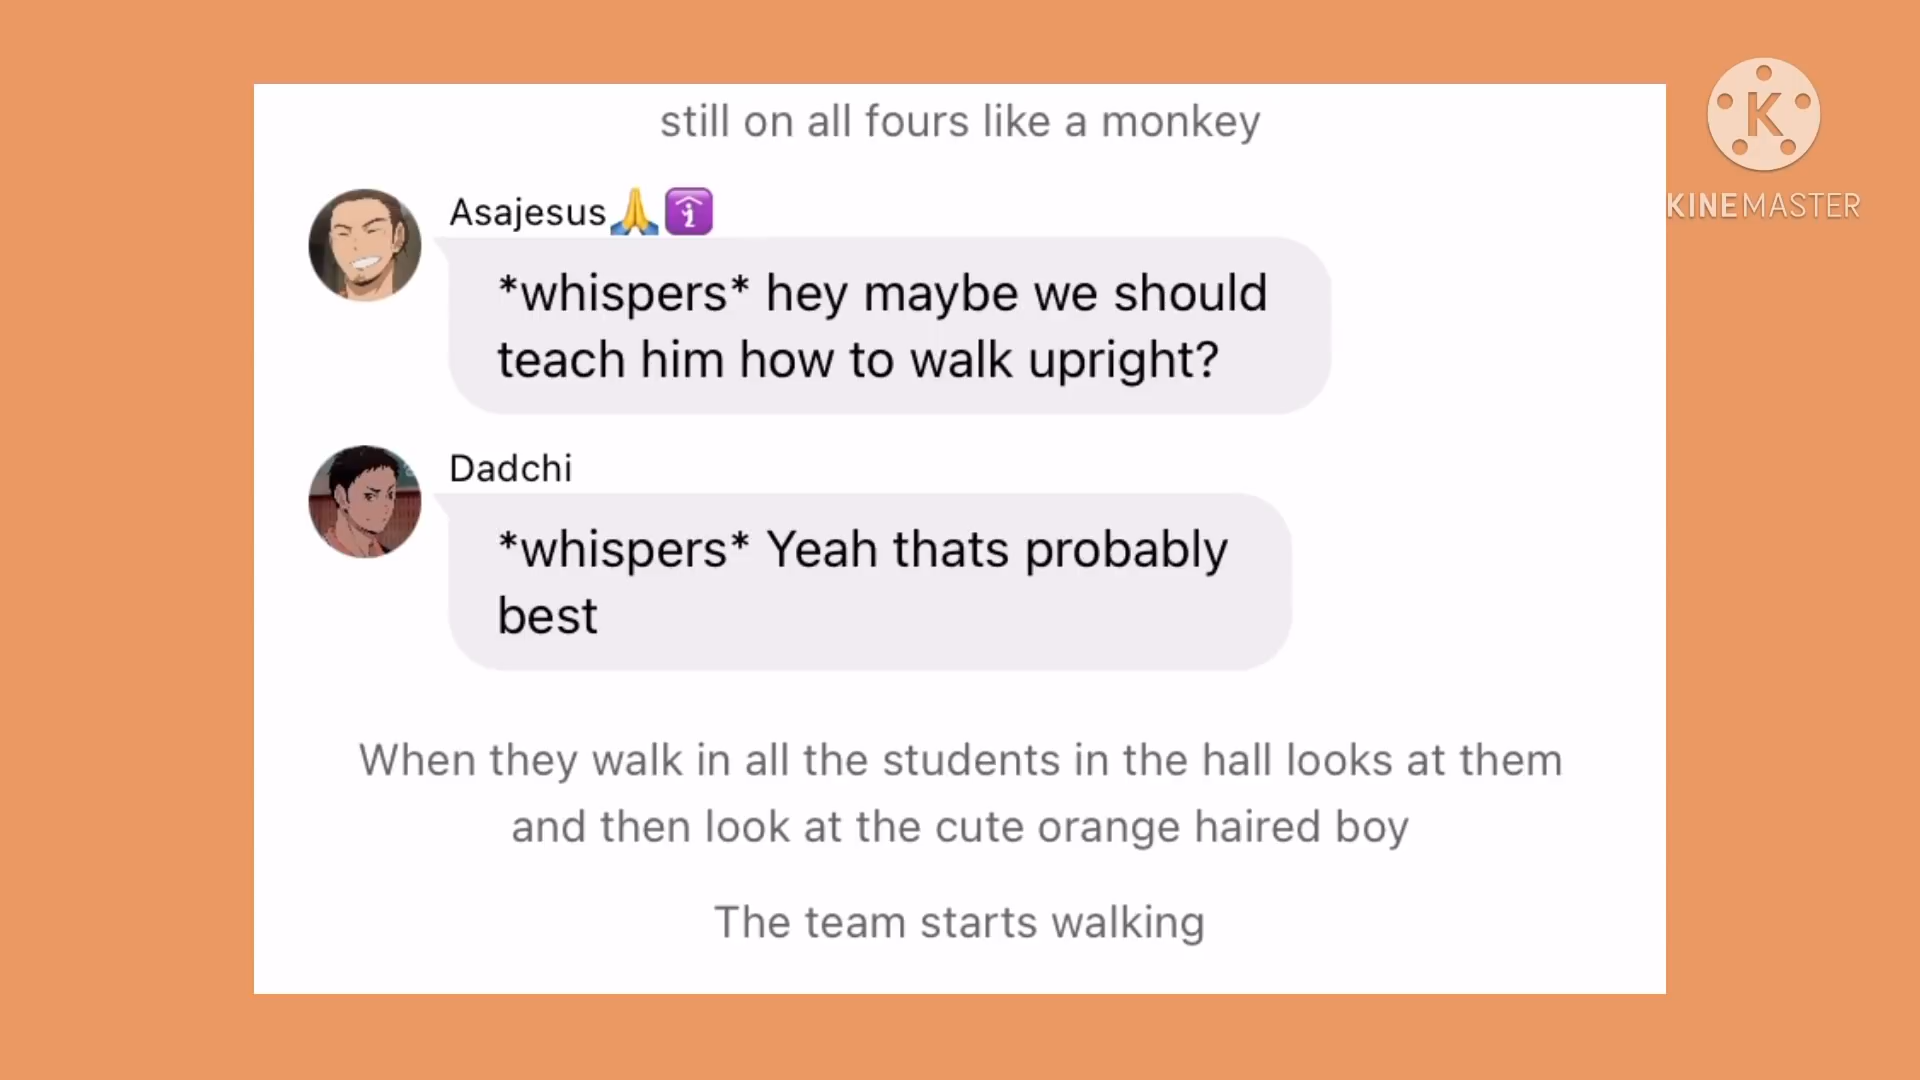 still on all fours like a monkey
Asajesus🙏🛐
*whispers* hey maybe we should
teach him how to walk upright?
Dadchi
*whispers* Yeah thats probably
best
When they walk in all the students in the hall looks at them
and then look at the cute orange haired boy
The team starts walking
K
KINEMASTER